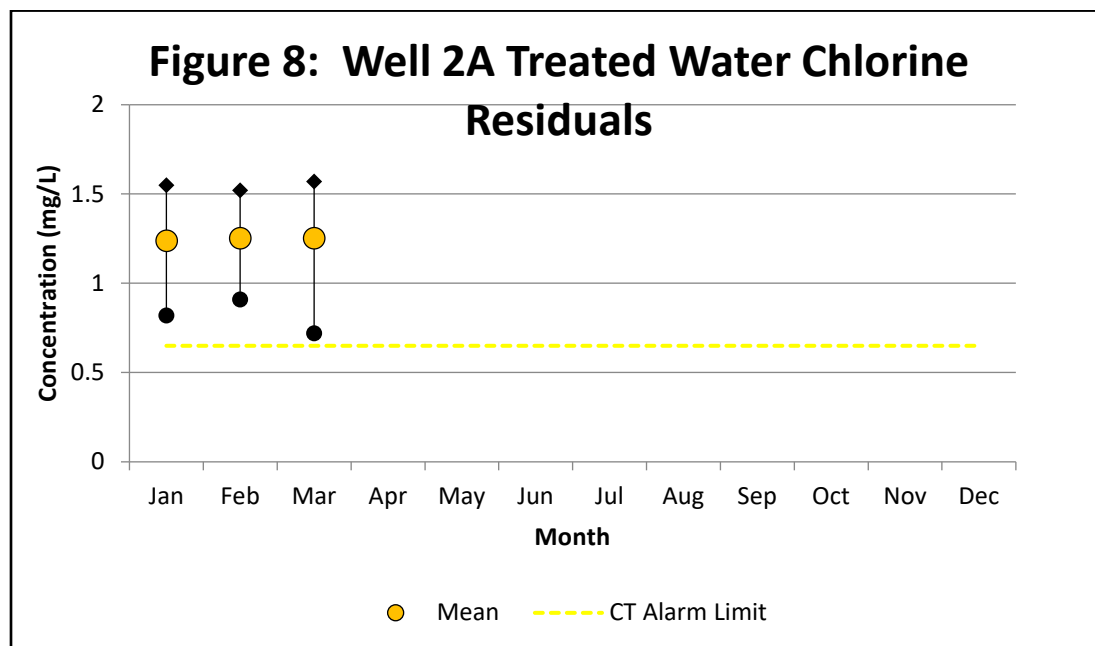 Figure 8:  Well 2A Treated Water Chlorine
Residuals
2
1.5
1
0.5
0
Concentration (mg/L)
Jan Feb Mar Apr May Jun Jul Aug Sep Oct Nov Dec
Month
Mean CT Alarm Limit